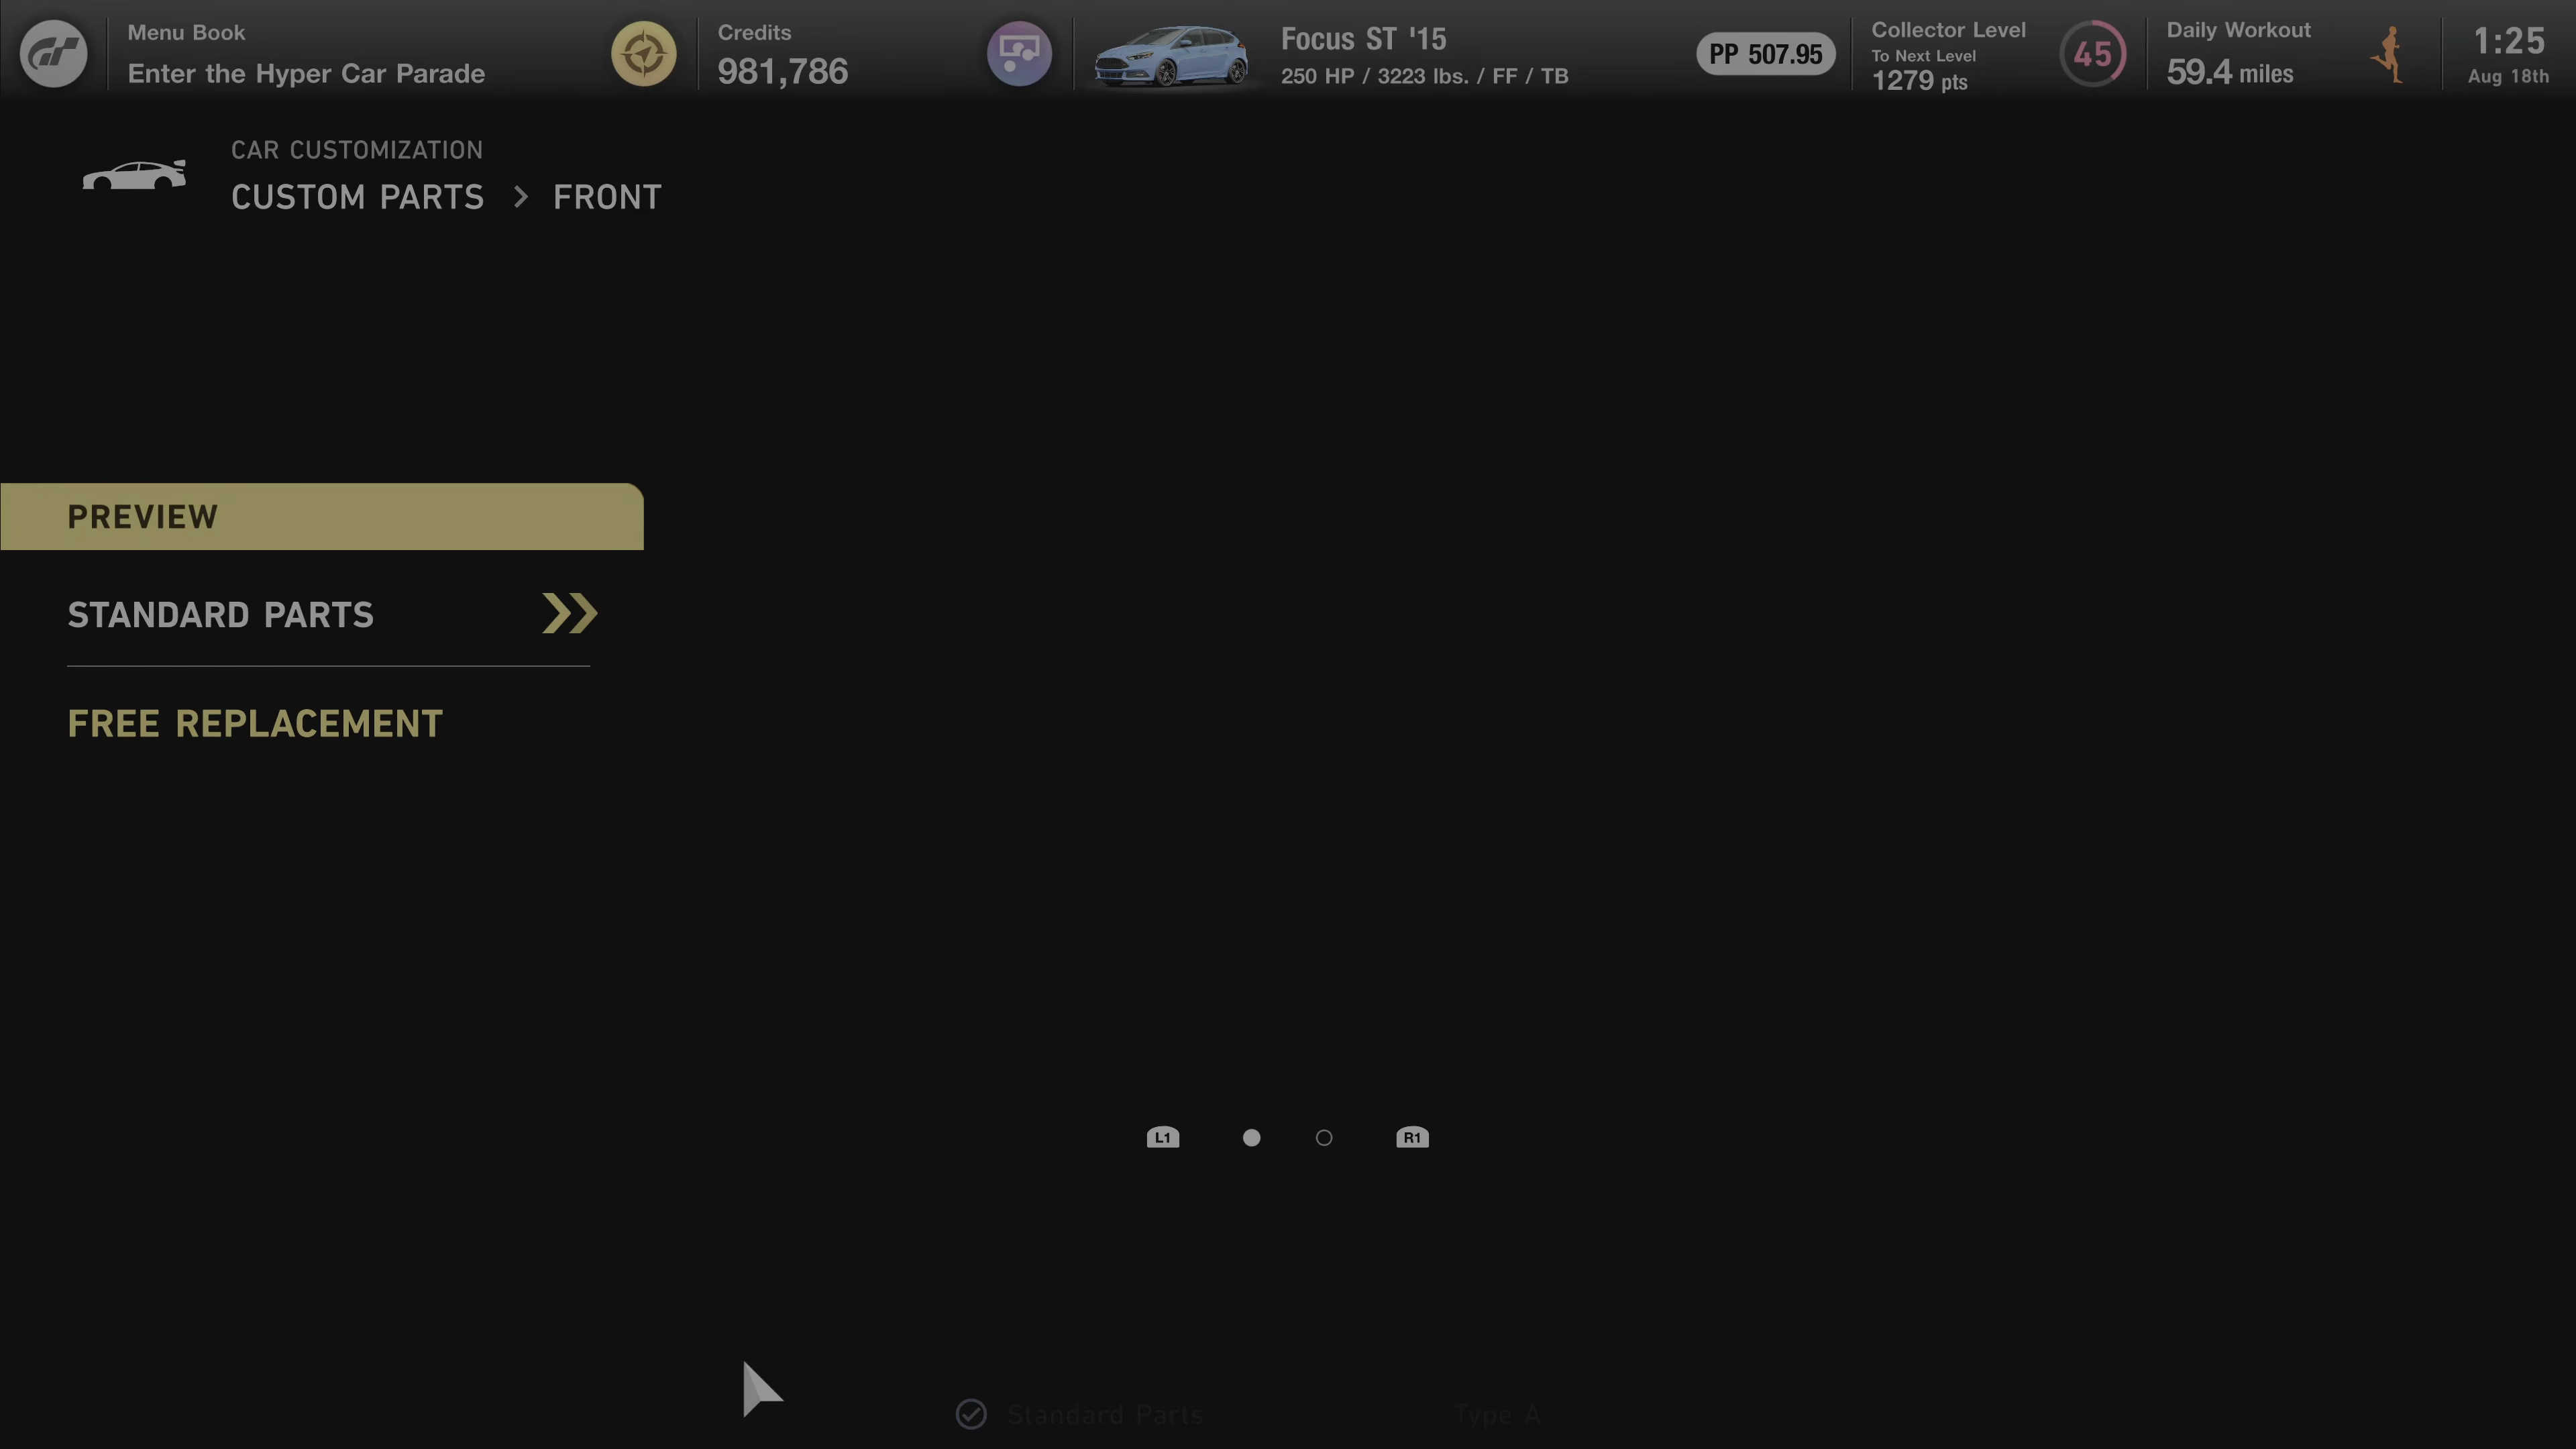 Menu Book
Enter the Hyper Car Parade
Credits
981,786
Focus ST '15
250 HP / 3223 lbs. / FF / TB
PP 507.95
Collector Level
To Next Level
1279 pts
45
Daily Workout
59.4 miles
1:25
Aug 18th
CAR CUSTOMIZATION
CUSTOM PARTS > FRONT
PREVIEW
STANDARD PARTS
FREE REPLACEMENT
L1 R1
Standard Parts Type A